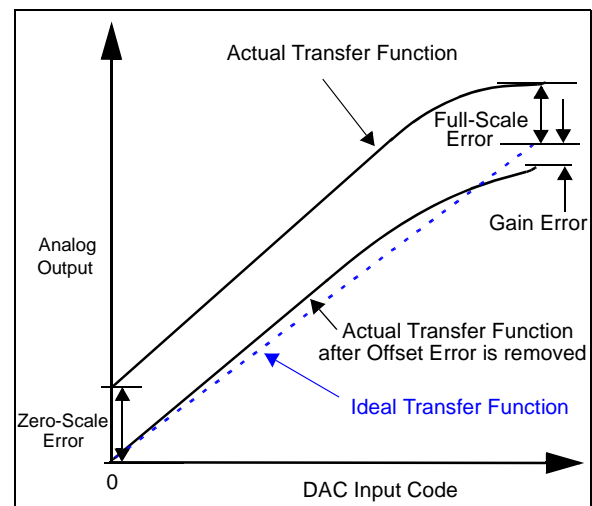 Actual Transfer Function
Full-Scale
Error
Gain Error
Analog
Output
Actual Transfer Function
after Offset Error is removed
Ideal Transfer Function
Zero-Scale
Error
0
DAC Input Code